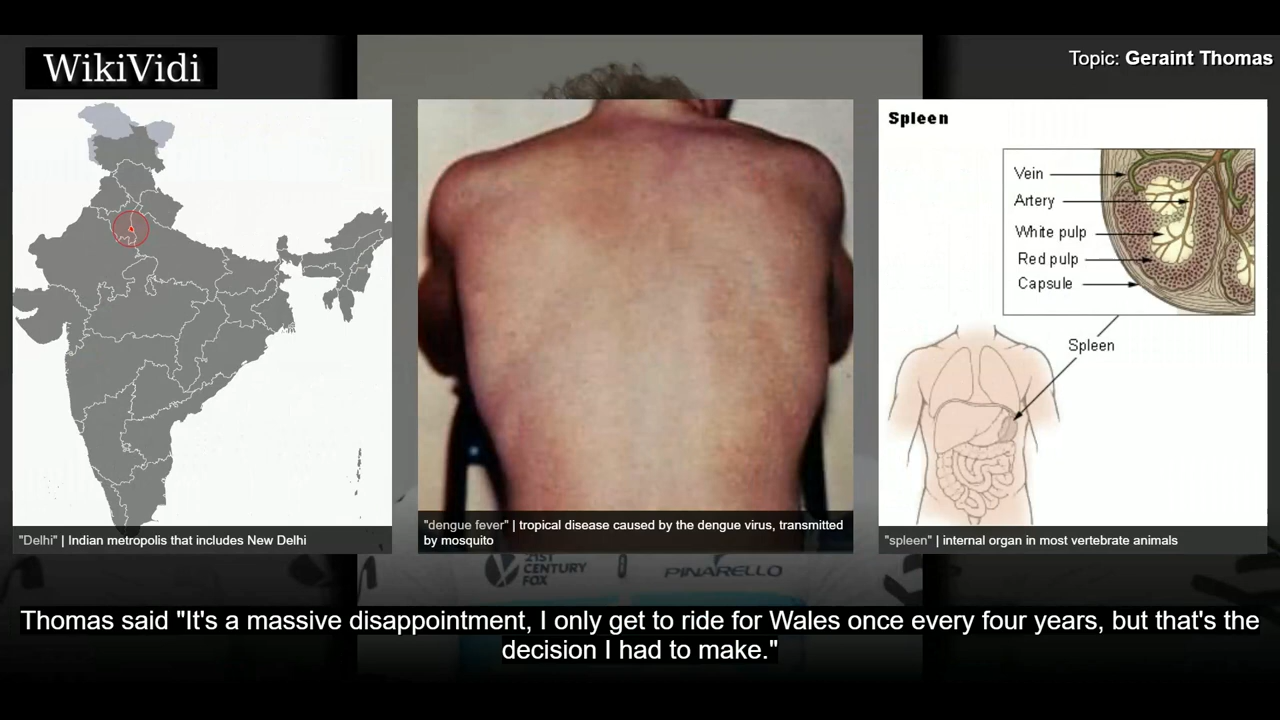 WikiVidi
Topic: Geraint Thomas
Spleen
Vein
Artery
White pulp
Red pulp
Capsule
Spleen
"Delhi" | Indian metropolis that includes New Delhi
"dengue fever" | tropical disease caused by the dengue virus, transmitted
by mosquito
"spleen" | internal organ in most vertebrate animals
21ST
CENTURY
FOX
PINARELLO
Thomas said "It's a massive disappointment, I only get to ride for Wales once every four years, but that's the
decision I had to make."